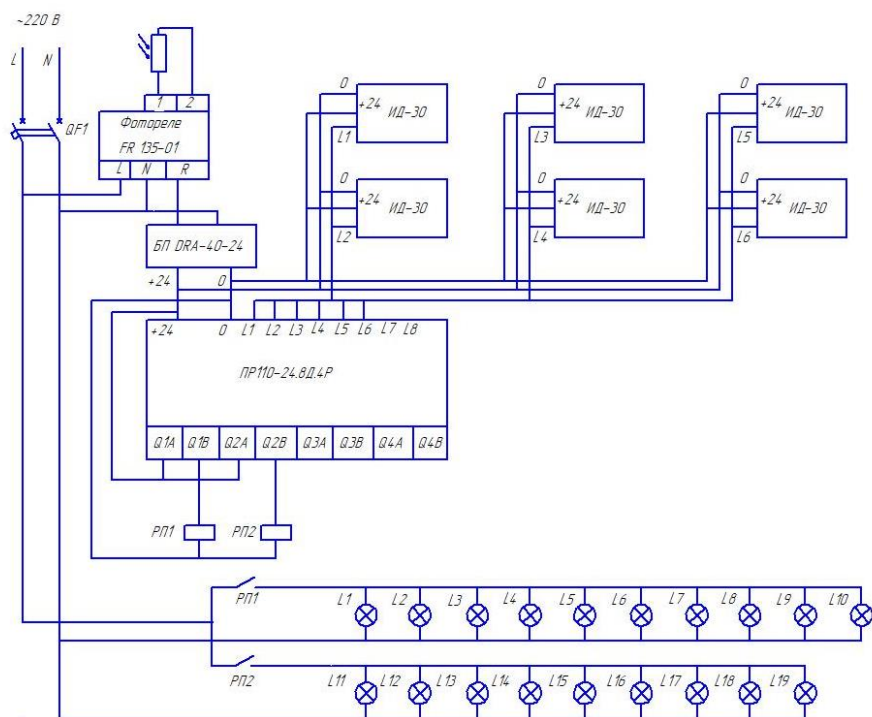 ~220 В
L N
QF1
1 2
Фотореле
FR 135-01
L N R
БП DRA-40-24
+24 0
0
+24 ИД-30
L1
0
+24 ИД-30
L2
0
+24 ИД-30
L3
0
+24 ИД-30
L4
0
+24 ИД-30
L5
0
+24 ИД-30
L6
+24 0 L1 L2 L3 L4 L5 L6 L7 L8
ПР110-24.8Д.4Р
Q1A Q1B Q2A Q2B Q3A Q3B Q4A Q4B
РП1 РП2
РП1 L1 L2 L3 L4 L5 L6 L7 L8 L9 L10
РП2 L11 L12 L13 L14 L15 L16 L17 L18 L19